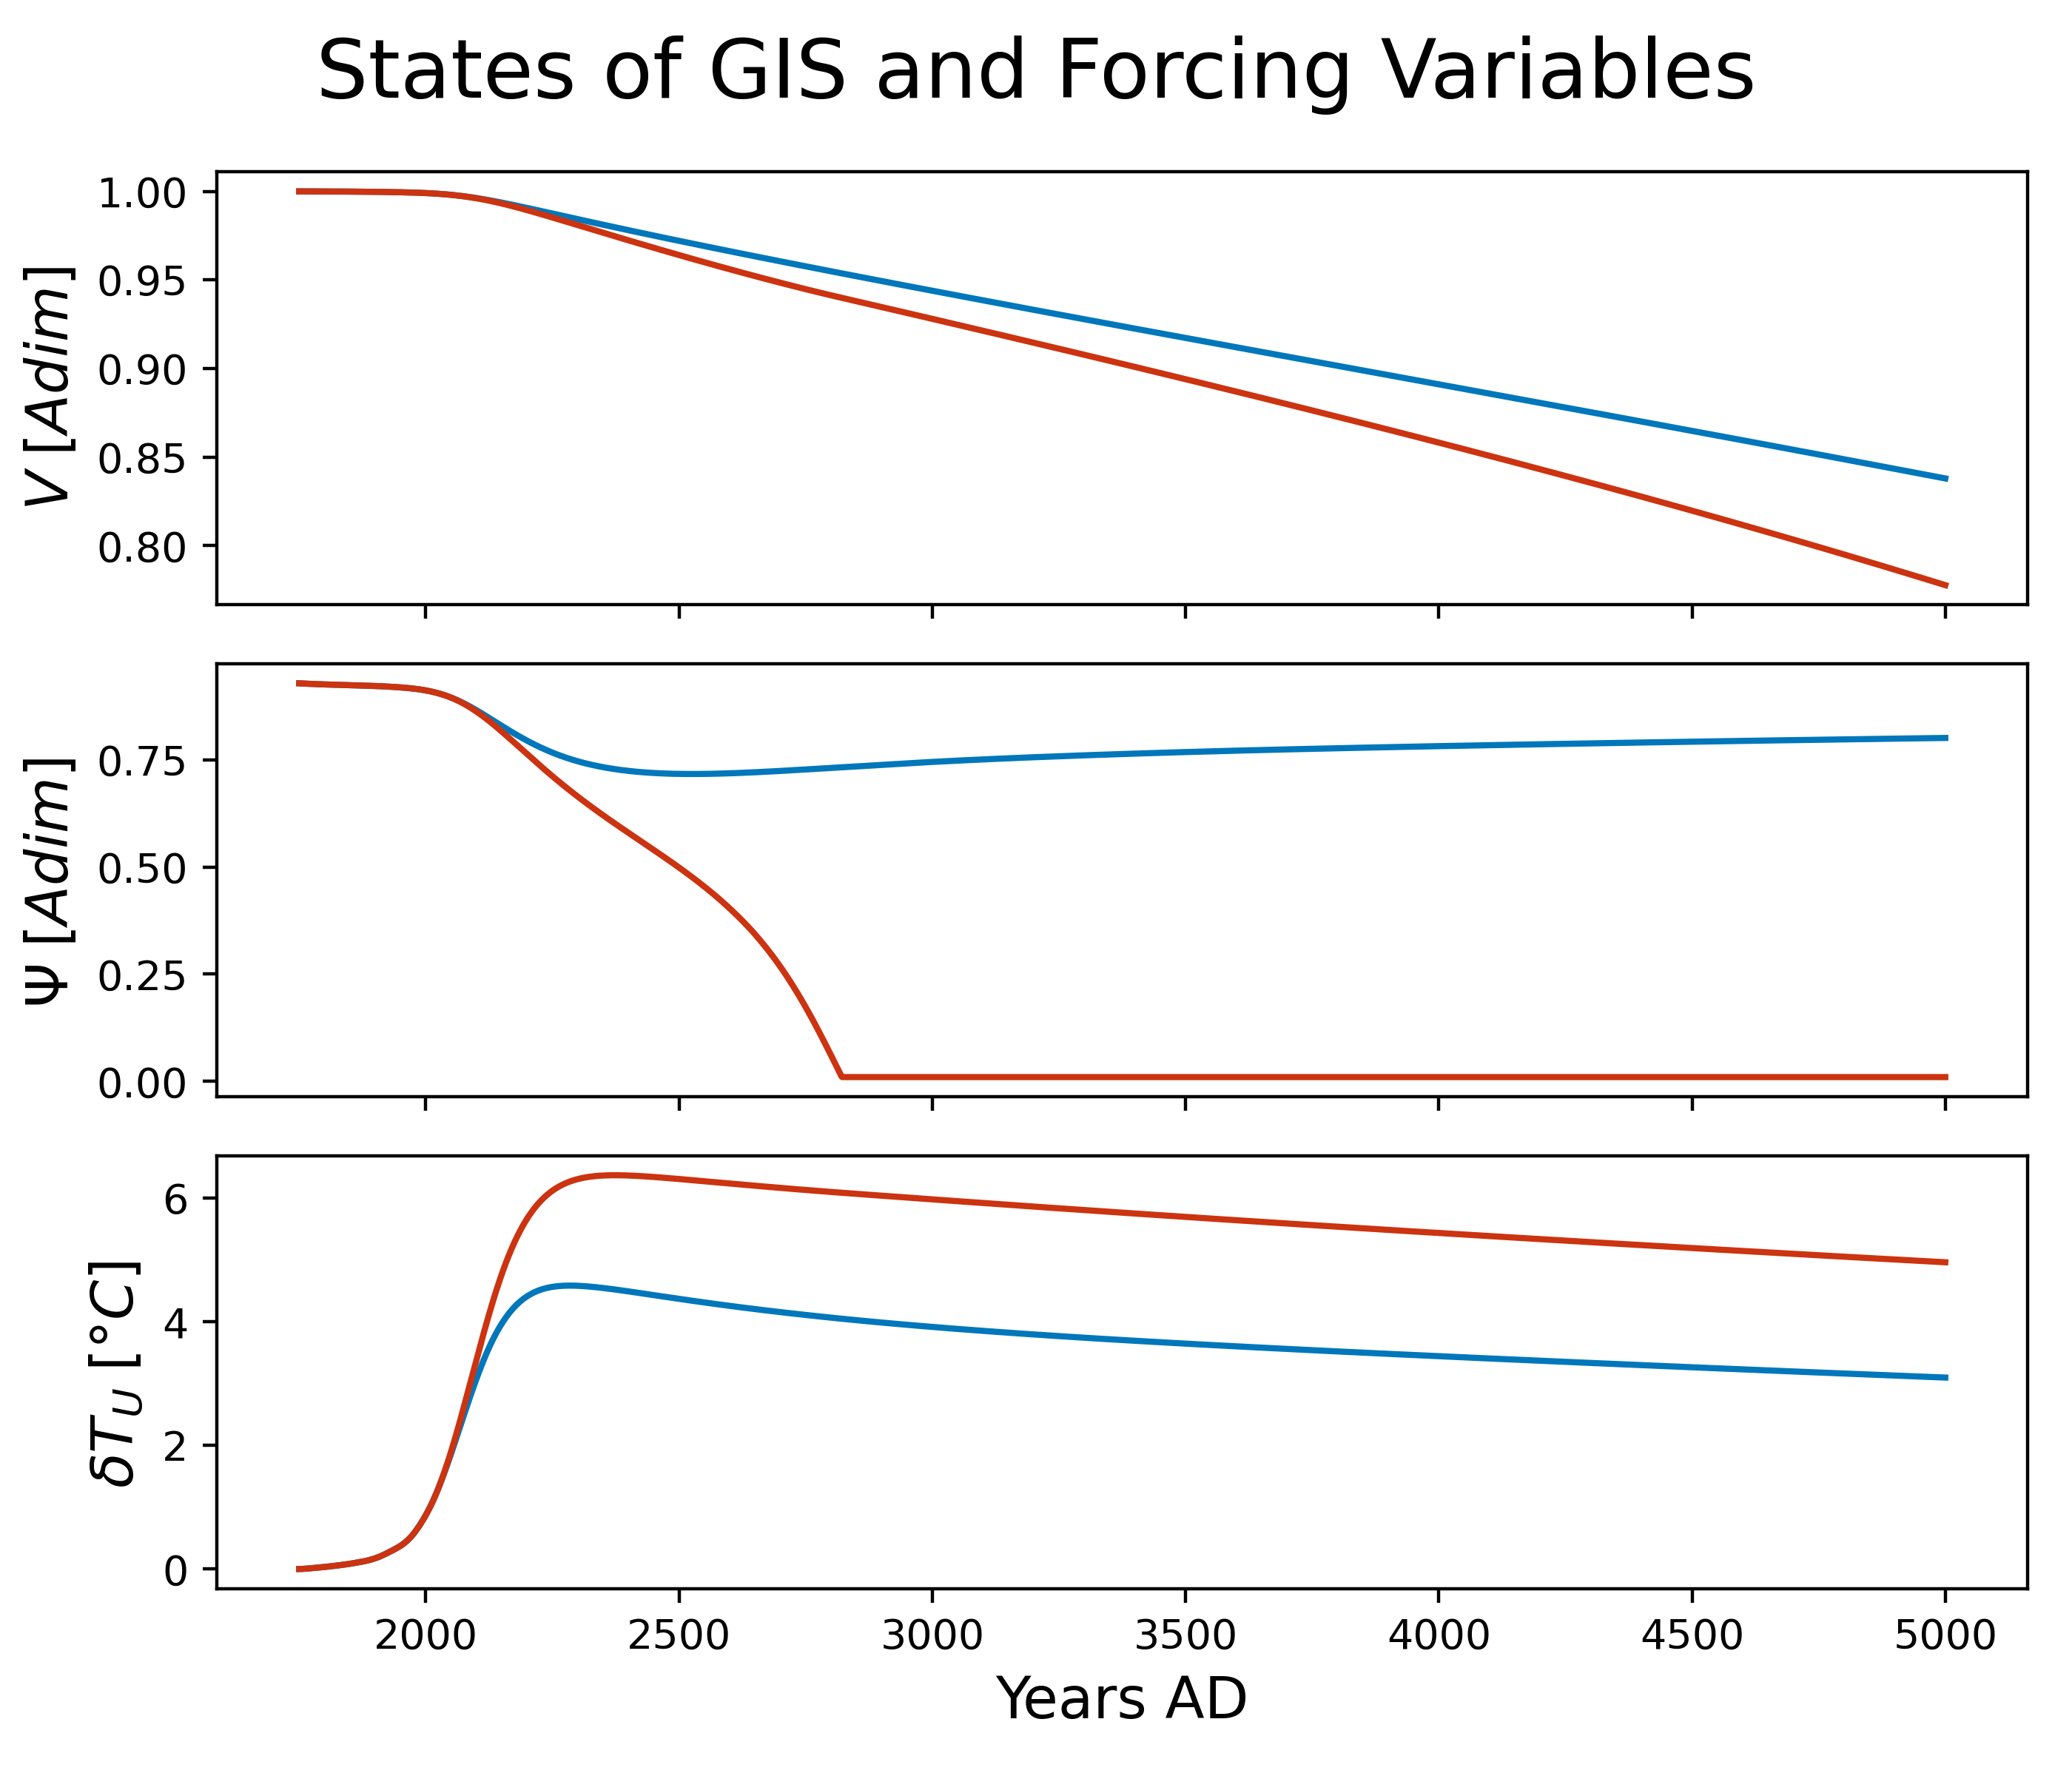 States of GIS and Forcing Variables
V [Adim]
1.00
0.95
0.90
0.85
0.80
Ψ [Adim]
0.75
0.50
0.25
0.00
δT_U [°C]
6
4
2
0
2000 2500 3000 3500 4000 4500 5000
Years AD